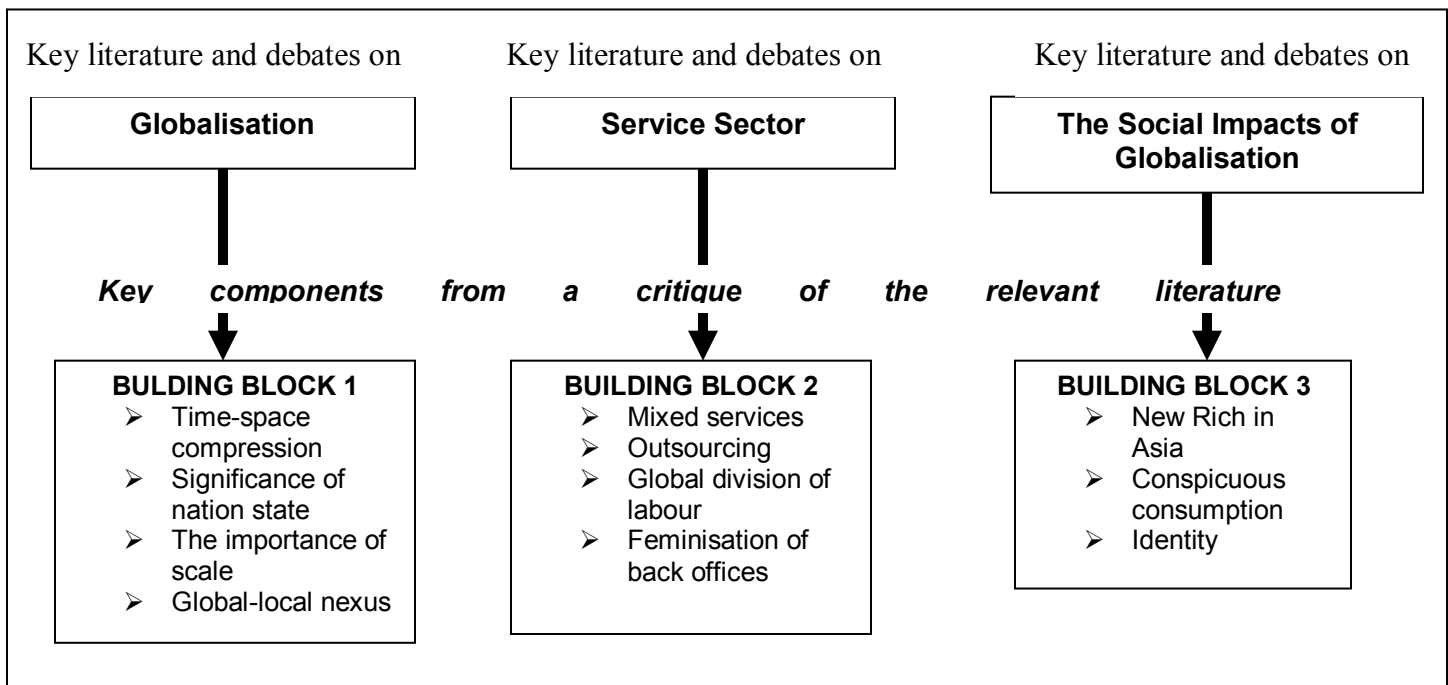 Key literature and debates on
Key literature and debates on
Key literature and debates on
Globalisation
Service Sector
The Social Impacts of
Globalisation
Key components from a critique of the relevant literature
BULDING BLOCK 1
➢ Time-space
compression
➢ Significance of
nation state
➢ The importance of
scale
➢ Global-local nexus
BUILDING BLOCK 2
➢ Mixed services
➢ Outsourcing
➢ Global division of
labour
➢ Feminisation of
back offices
BUILDING BLOCK 3
➢ New Rich in
Asia
➢ Conspicuous
consumption
➢ Identity